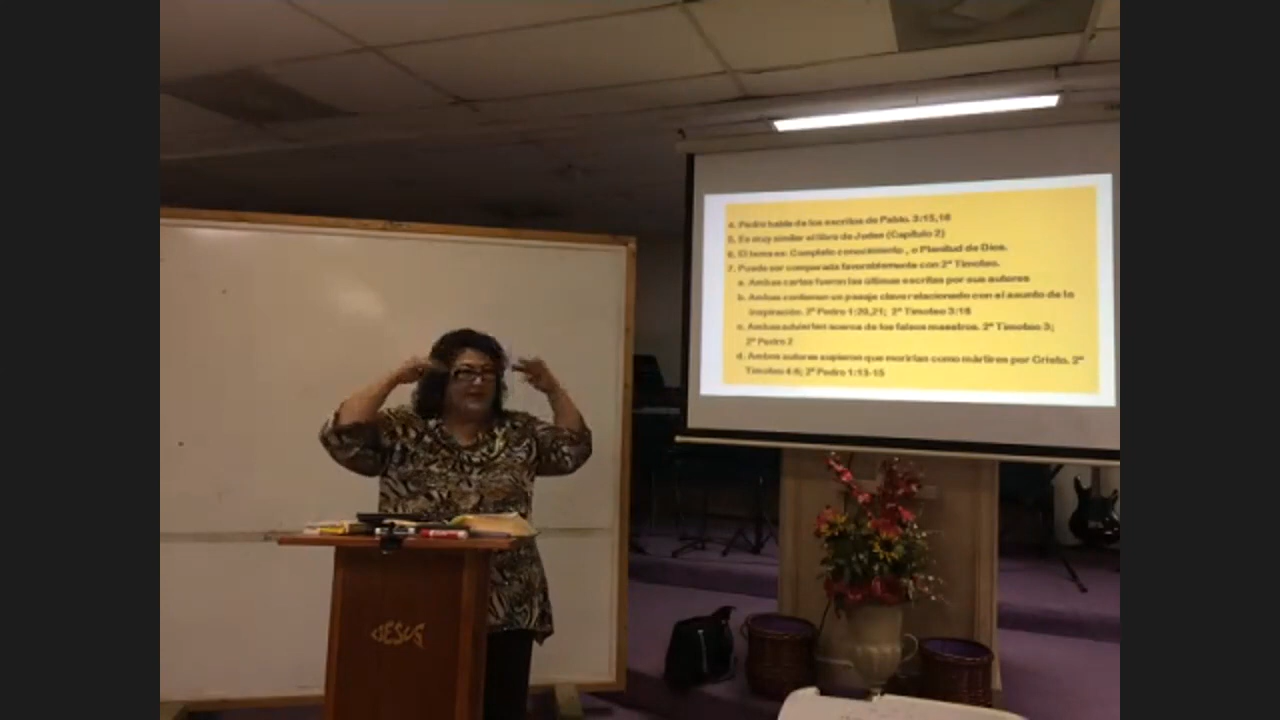 4. Pedro habla de los escritos de Pablo. 3:15,16
5. Es muy similar al libro de Judas (Capítulo 2)
6. El tema es: Completo conocimiento , o Planitud de Dios.
7. Puede ser comparada favorablemente con 2ª Timoteo.
a. Ambas cartas fueron las últimas escritas por sus autores
b. Ambas contienen un pasaje clave relacionado con el asunto de la
inspiración. 2ª Pedro 1:20,21; 2ª Timoteo 3:16
c. Ambas advierten acerca de los falsos maestros. 2ª Timoteo 3;
2ª Pedro 2
d. Ambos autores supieron que morirían como mártires por Cristo. 2ª
Timoteo 4:6; 2ª Pedro 1:13-15
JESUS